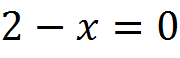 2 − x = 0